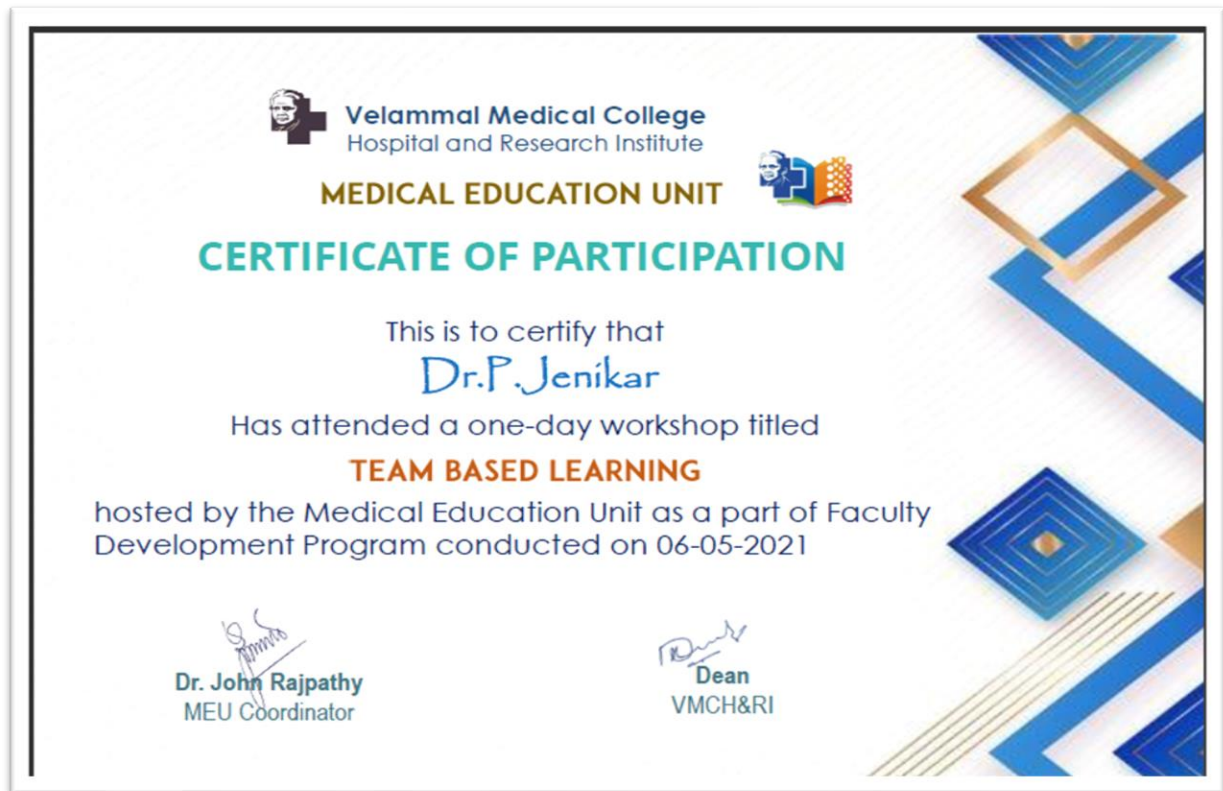 Velammal Medical College
Hospital and Research Institute
MEDICAL EDUCATION UNIT
CERTIFICATE OF PARTICIPATION
This is to certify that
Dr.P.Jenikar
Has attended a one-day workshop titled
TEAM BASED LEARNING
hosted by the Medical Education Unit as a part of Faculty
Development Program conducted on 06-05-2021
Dr. John Rajpathy
MEU Coordinator
Dean
VMCH&RI